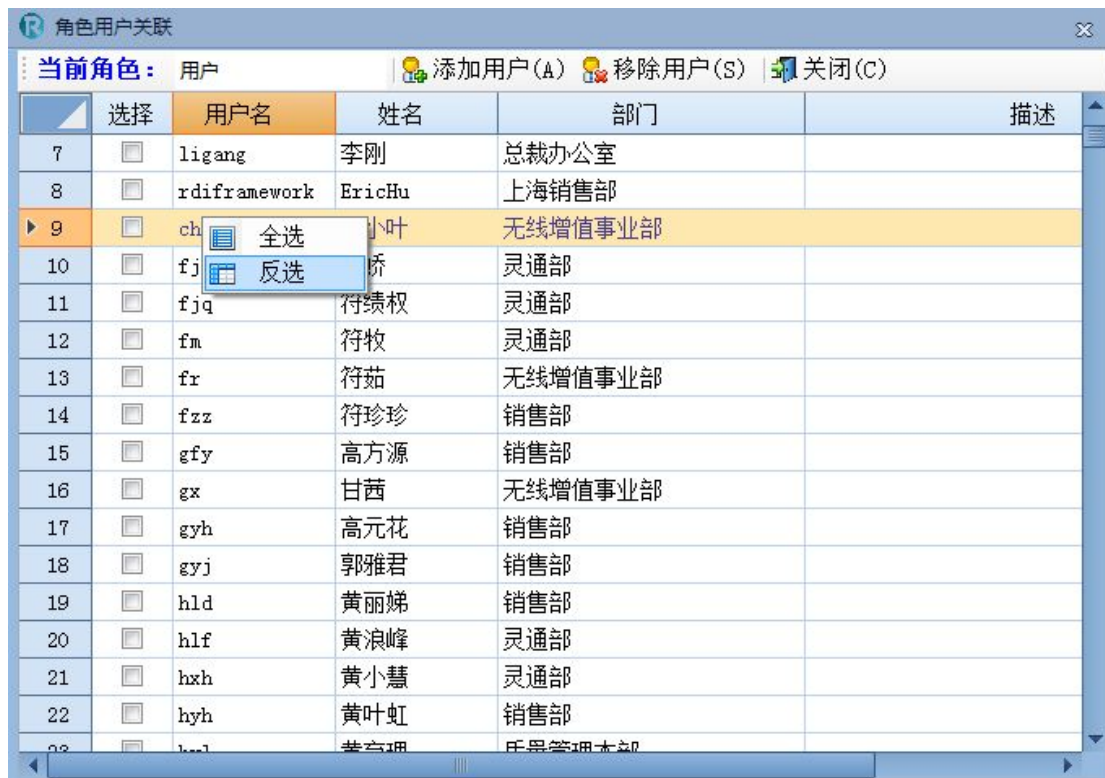 角色用户关联
当前角色: 用户 添加用户(A) 移除用户(S) 关闭(C)
选择 用户名 姓名 部门 描述
7 ligang 李刚 总裁办公室
8 rdiframework EricHu 上海销售部
9 ch 小叶 无线增值事业部
全选
10 fj 娇 灵通部
反选
11 fjq 符绩权 灵通部
12 fm 符牧 灵通部
13 fr 符茹 无线增值事业部
14 fzz 符珍珍 销售部
15 gfy 高方源 销售部
16 gx 甘茜 无线增值事业部
17 gyh 高元花 销售部
18 gyj 郭雅君 销售部
19 hld 黄丽娣 销售部
20 hlf 黄浪峰 灵通部
21 hxh 黄小慧 灵通部
22 hyh 黄叶虹 销售部
23 质量管理本部